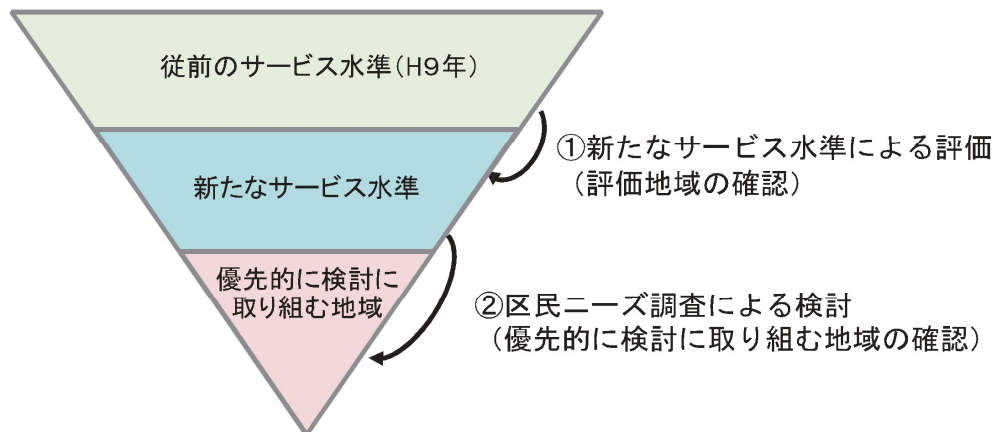 従前のサービス水準(H9年)
①新たなサービス水準による評価
(評価地域の確認)
新たなサービス水準
優先的に検討に
取り組む地域
②区民ニーズ調査による検討
(優先的に検討に取り組む地域の確認)